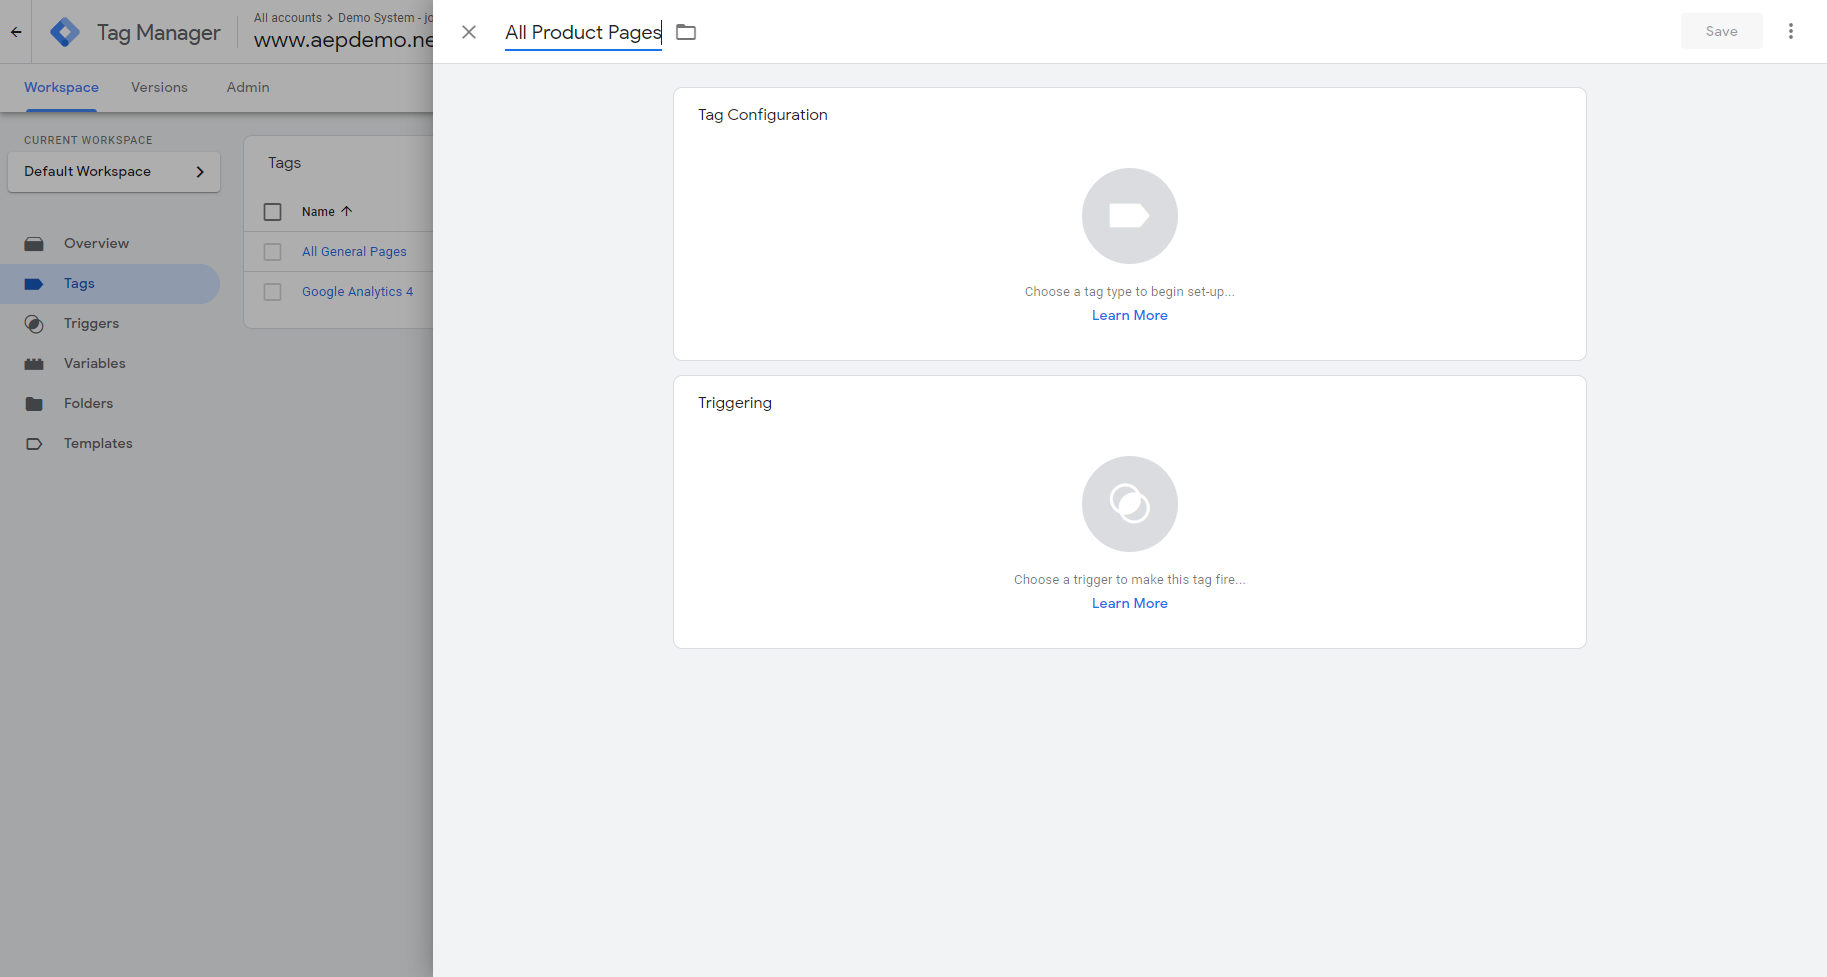 Tag Manager
All accounts > Demo System - jo
www.aepdemo.ne
All Product Pages
Save
Workspace
Versions
Admin
CURRENT WORKSPACE
Default Workspace
Overview
Tags
Triggers
Variables
Folders
Templates
Tags
Name
All General Pages
Google Analytics 4
Tag Configuration
Choose a tag type to begin set-up...
Learn More
Triggering
Choose a trigger to make this tag fire...
Learn More